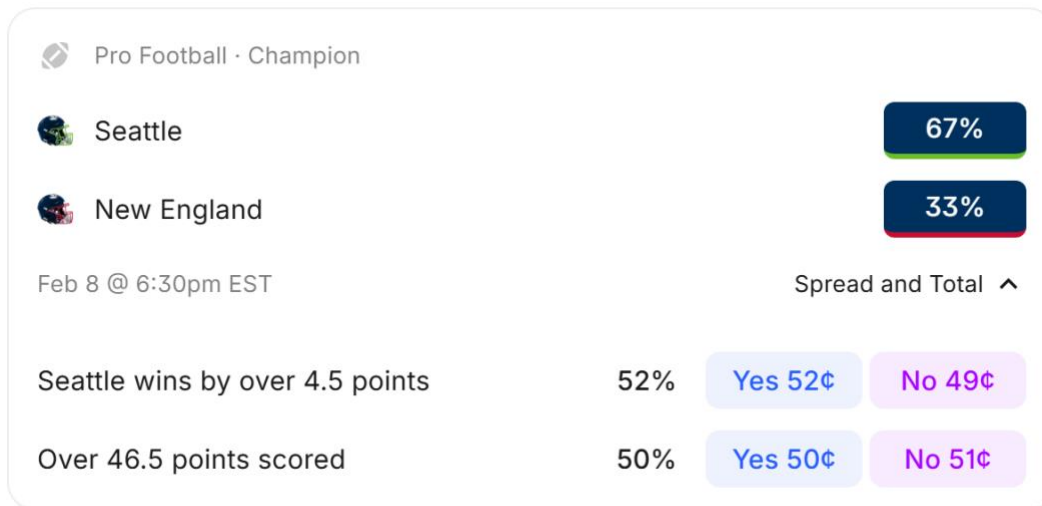 Pro Football · Champion
Seattle 67%
New England 33%
Feb 8 @ 6:30pm EST Spread and Total
Seattle wins by over 4.5 points 52% Yes 52¢ No 49¢
Over 46.5 points scored 50% Yes 50¢ No 51¢